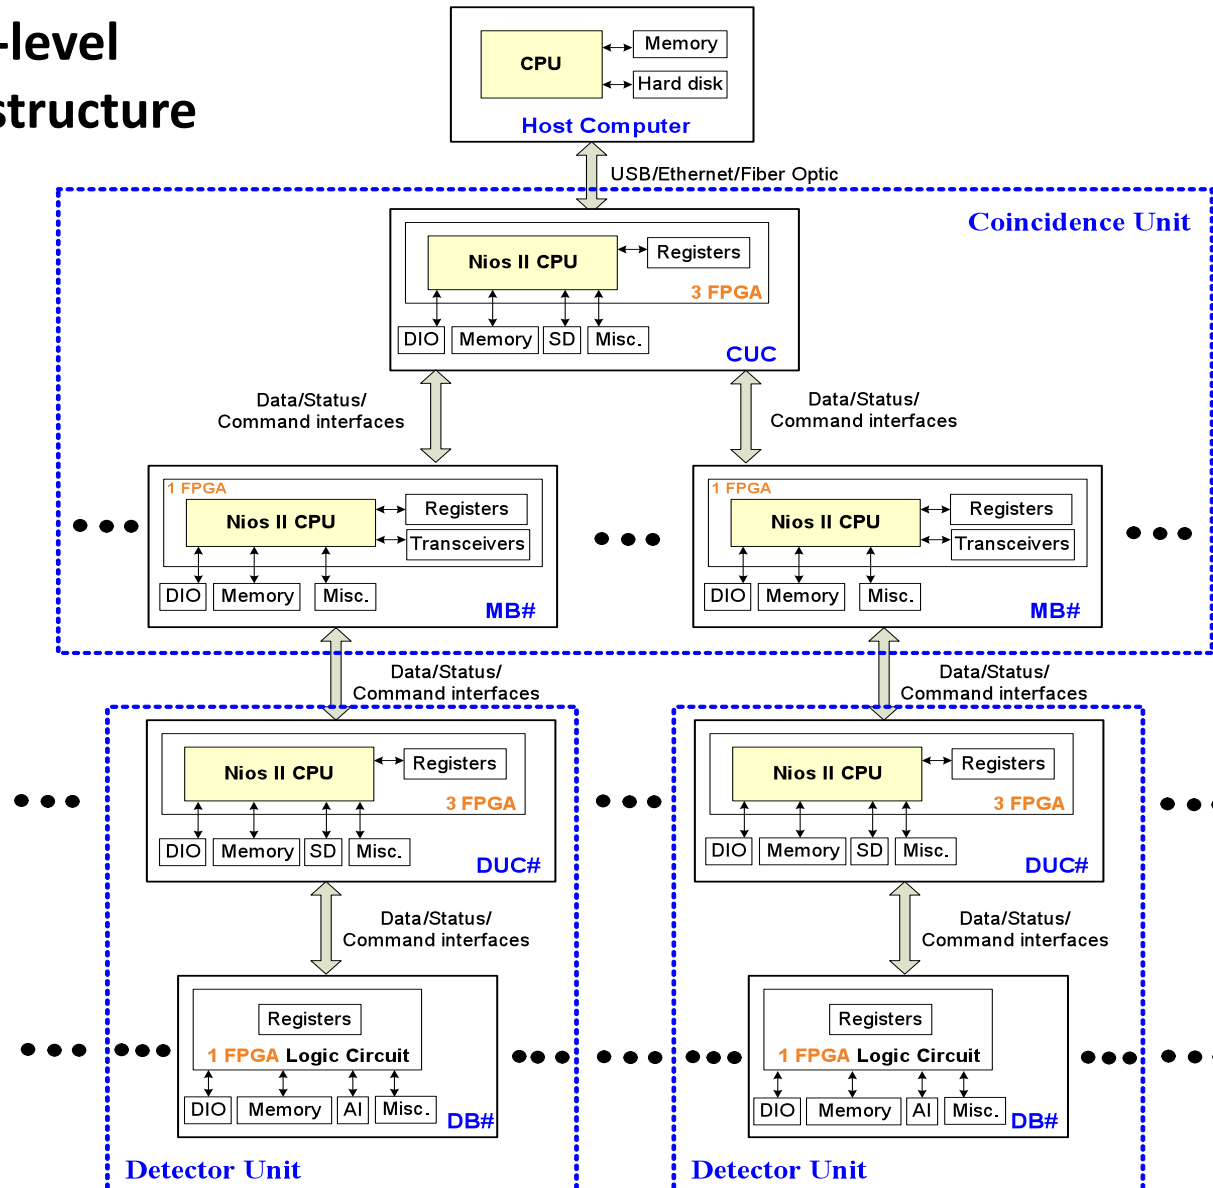 -level
structure
CPU
Memory
Hard disk
Host Computer
USB/Ethernet/Fiber Optic
Coincidence Unit
Nios II CPU
Registers
3 FPGA
DIO
Memory
SD
Misc.
CUC
Data/Status/
Command interfaces
Data/Status/
Command interfaces
1 FPGA
Nios II CPU
Registers
Transceivers
DIO
Memory
Misc.
MB#
1 FPGA
Nios II CPU
Registers
Transceivers
DIO
Memory
Misc.
MB#
Data/Status/
Command interfaces
Data/Status/
Command interfaces
Nios II CPU
Registers
3 FPGA
DIO
Memory
SD
Misc.
DUC#
Nios II CPU
Registers
3 FPGA
DIO
Memory
SD
Misc.
DUC#
Data/Status/
Command interfaces
Data/Status/
Command interfaces
Registers
1 FPGA Logic Circuit
DIO
Memory
AI
Misc.
DB#
Detector Unit
Registers
1 FPGA Logic Circuit
DIO
Memory
AI
Misc.
DB#
Detector Unit